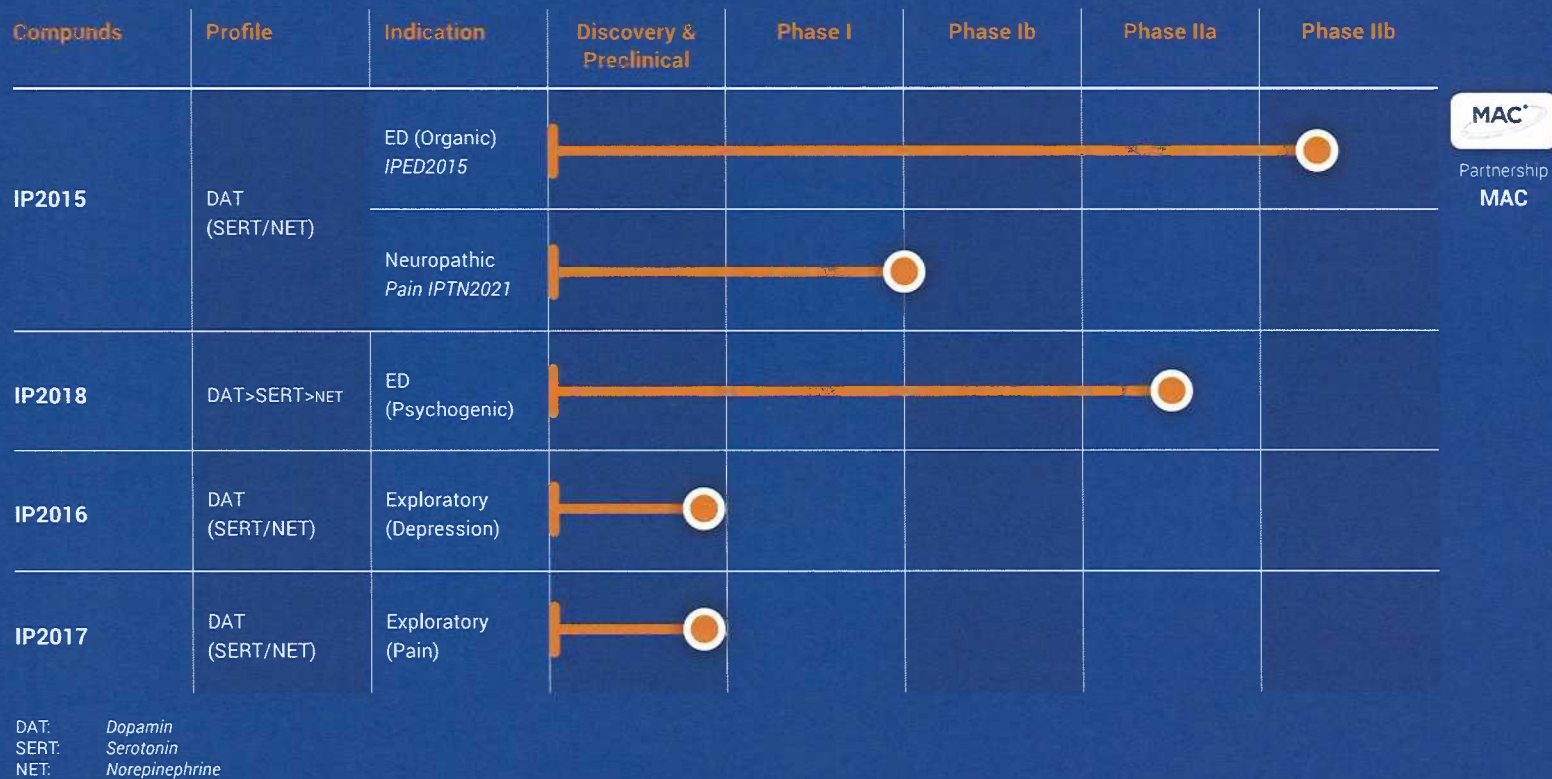 Compunds Profile Indication Discovery & Phase I Phase Ib Phase IIa Phase IIb
Preclinical
MAC
Partnership
MAC
IP2015
DAT
(SERT/NET)
ED (Organic)
IPED2015
Neuropathic
Pain IPTN2021
IP2018
DAT>SERT>NET
ED
(Psychogenic)
IP2016
DAT
(SERT/NET)
Exploratory
(Depression)
IP2017
DAT
(SERT/NET)
Exploratory
(Pain)
DAT: Dopamin
SERT: Serotonin
NET: Norepinephrine